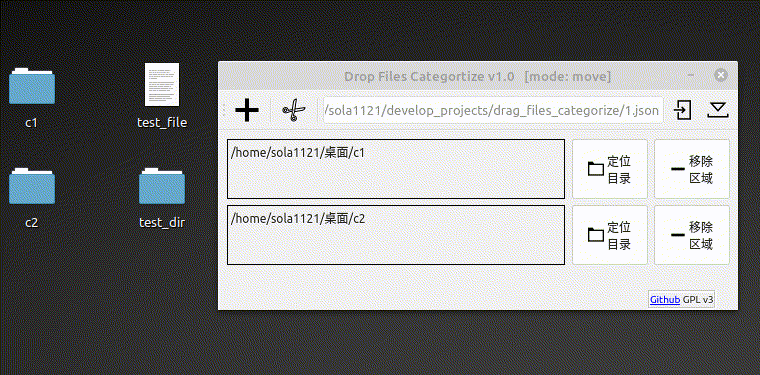 Drop Files Categortize v1.0 [mode: move]
/sola1121/develop_projects/drag_files_categorize/1.json
/home/sola1121/桌面/c1
定位
目录
移除
区域
/home/sola1121/桌面/c2
定位
目录
移除
区域
Github GPL v3
c1
test_file
c2
test_dir